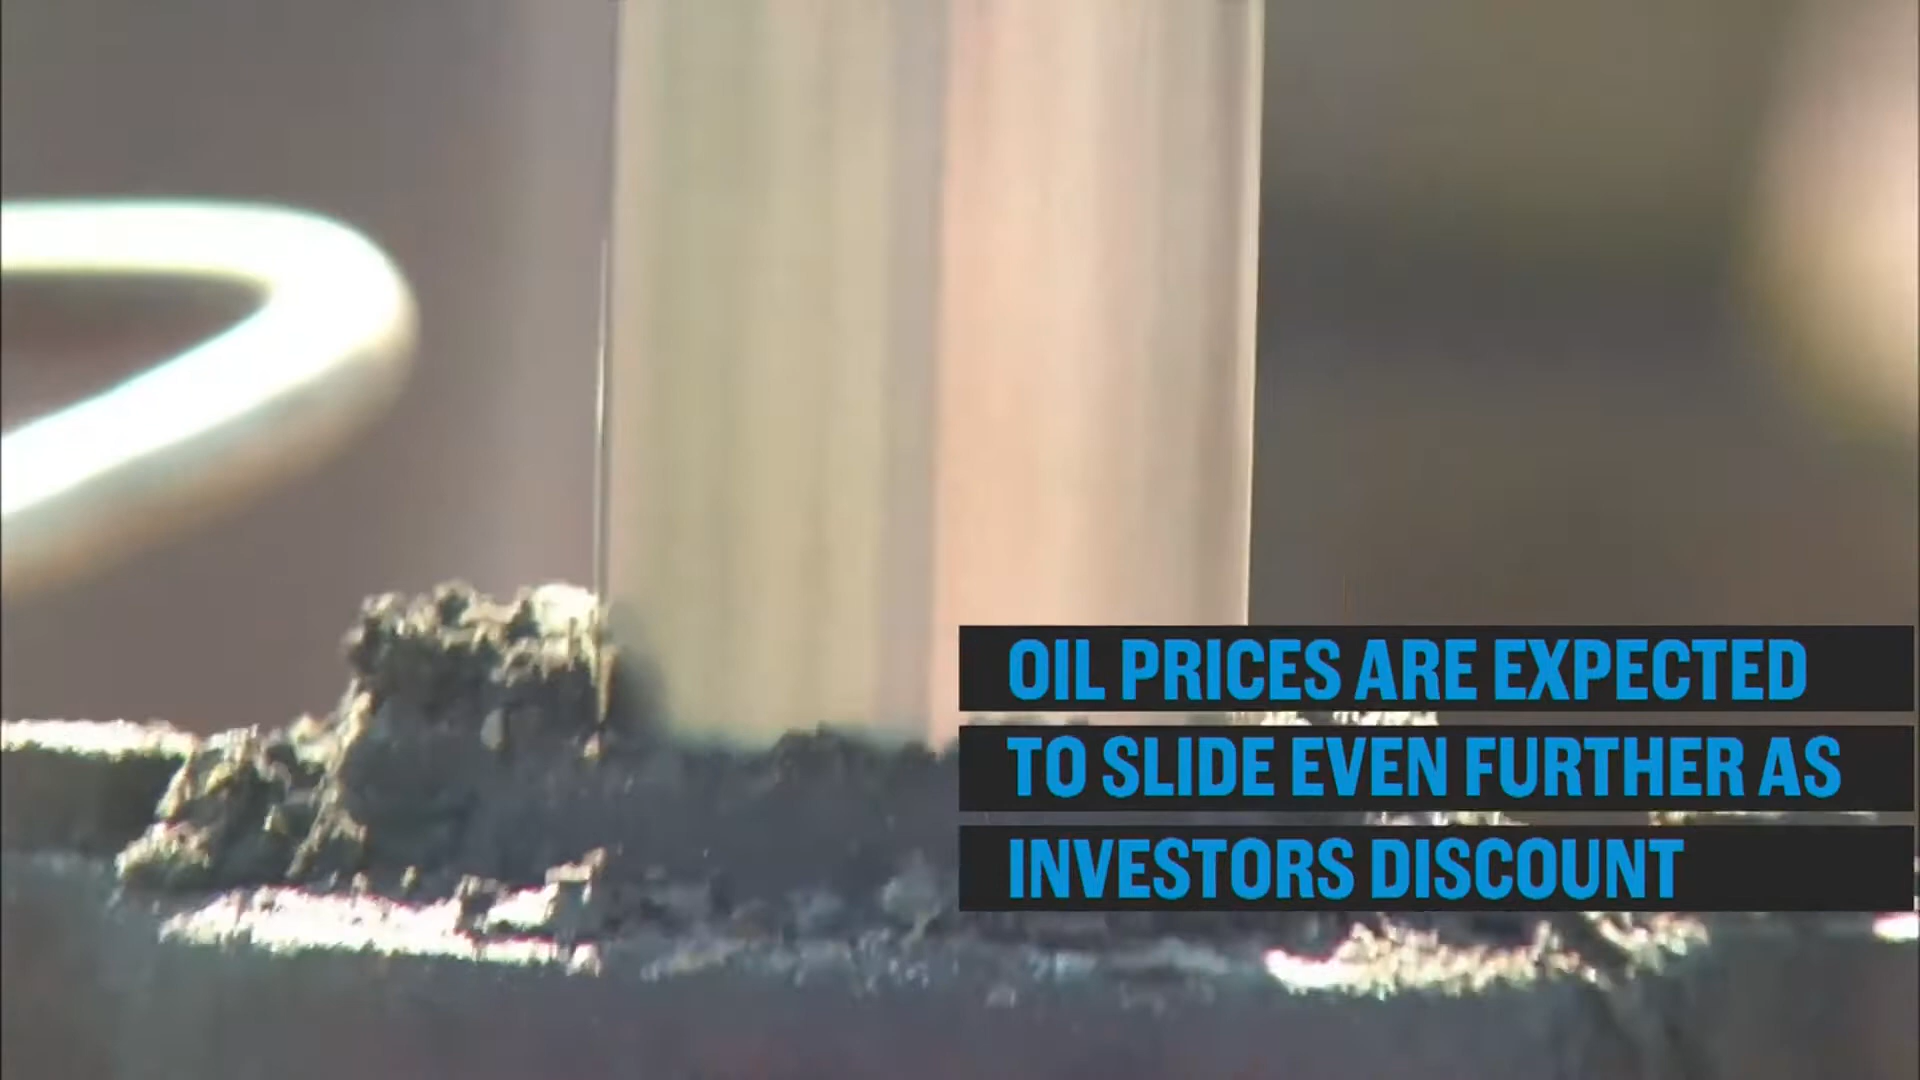 OIL PRICES ARE EXPECTED
TO SLIDE EVEN FURTHER AS
INVESTORS DISCOUNT